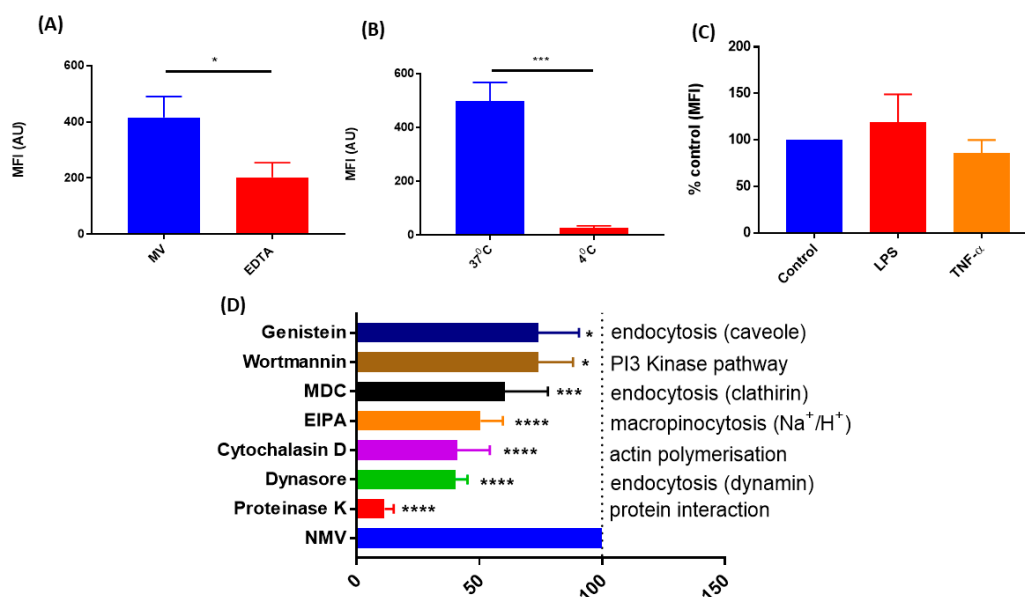 (A)
*
600
400
200
0
MFI (AU)
MV
EDTA
(B)
***
600
400
200
0
MFI (AU)
37⁰C
4⁰C
(C)
200
150
100
50
0
% control (MFI)
Control
LPS
TNF-α
(D)
Genistein * endocytosis (caveole)
Wortmannin * PI3 Kinase pathway
MDC *** endocytosis (clathirin)
EIPA **** macropinocytosis (Na⁺/H⁺)
Cytochalasin D **** actin polymerisation
Dynasore **** endocytosis (dynamin)
Proteinase K **** protein interaction
NMV
0 50 100 150